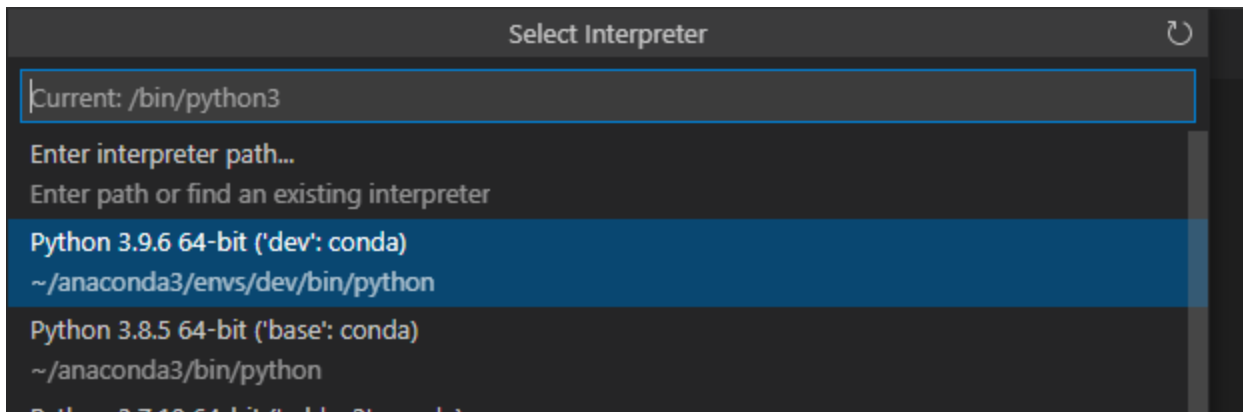 Select Interpreter
Current: /bin/python3
Enter interpreter path...
Enter path or find an existing interpreter
Python 3.9.6 64-bit ('dev': conda)
~/anaconda3/envs/dev/bin/python
Python 3.8.5 64-bit ('base': conda)
~/anaconda3/bin/python